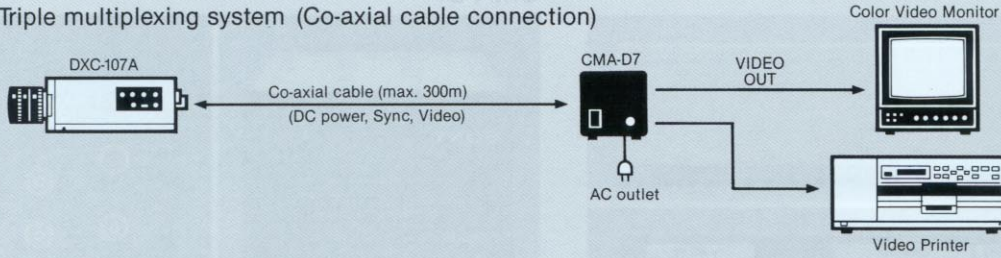 Triple multiplexing system (Co-axial cable connection)
DXC-107A
Co-axial cable (max. 300m)
(DC power, Sync, Video)
CMA-D7
AC outlet
VIDEO
OUT
Color Video Monitor
Video Printer